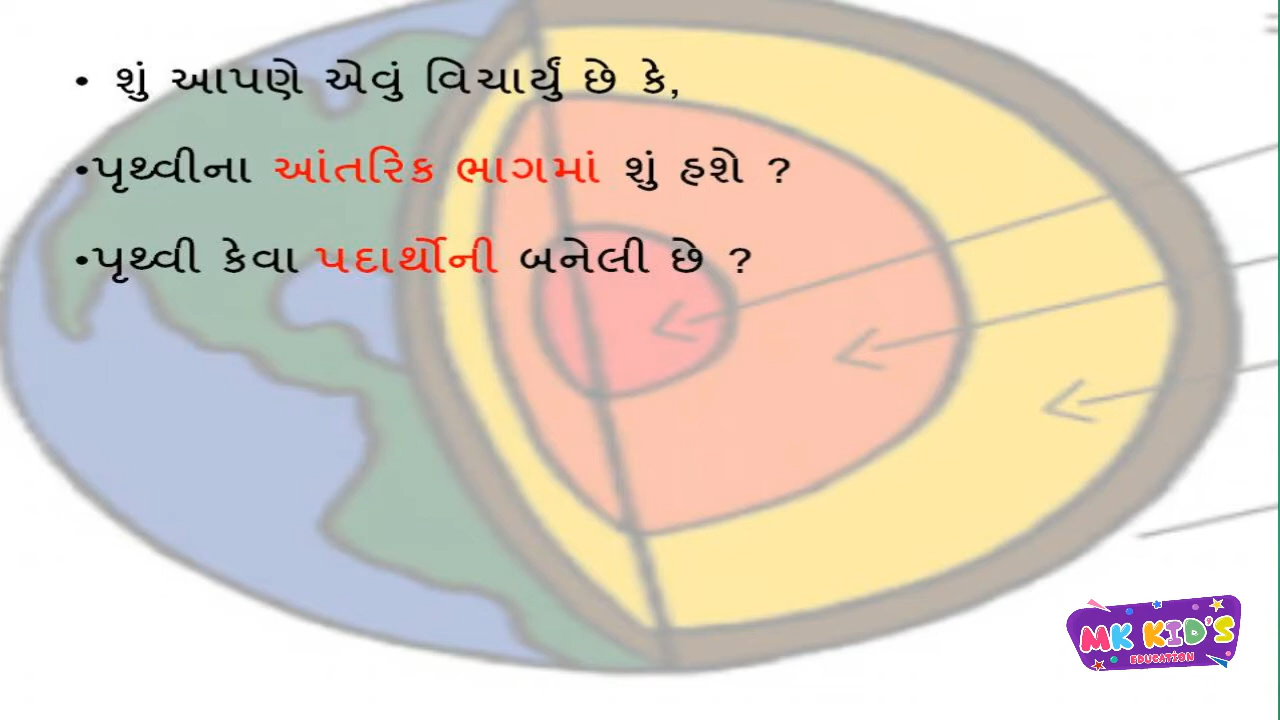 • શું આપણે એવું વિચાર્યું છે કે,
•પૃથ્વીના આંતરિક ભાગમાં શું હશે ?
•પૃથ્વી કેવા પદાર્થોની બનેલી છે ?
MK KID'S
EDUCATION